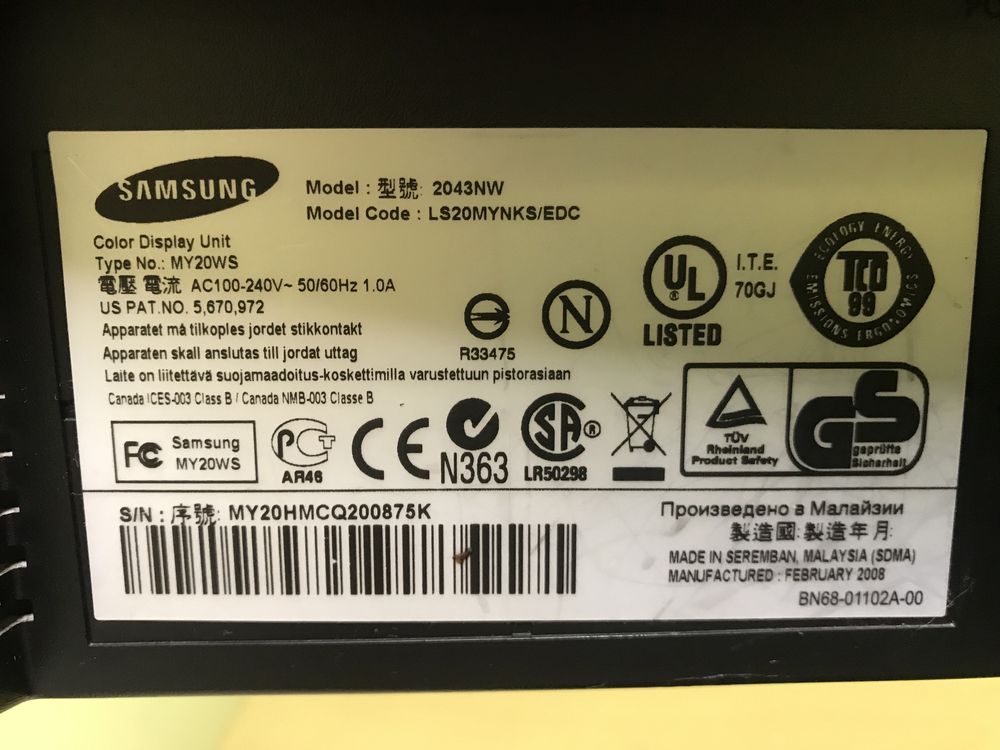 SAMSUNG
Model : 型號: 2043NW
Model Code : LS20MYNKS/EDC
Color Display Unit
Type No.: MY20WS
電壓 電流 AC100-240V~ 50/60Hz 1.0A
US PAT.NO. 5,670,972
Apparatet må tilkoples jordet stikkontakt
Apparaten skall anslutas till jordat uttag
Laite on liitettävä suojamaadoitus-koskettimilla varustettuun pistorasiaan
Canada ICES-003 Class B / Canada NMB-003 Classe B
R33475
N
UL
®
LISTED
I.T.E.
70GJ
ECOLOGY ENERGY
TCO
99
EMISSIONS ERGONOMICS
FC
Samsung
MY20WS
PCT
AR46
CE
N363
SA®
LR50298
TÜV
Rheinland
Product Safety
GS
geprüfte
Sicherheit
S/N : 序號: MY20HMCQ200875K
Произведено в Малайзии
製造國: 製造年月:
MADE IN SEREMBAN, MALAYSIA (SDMA)
MANUFACTURED : FEBRUARY 2008
BN68-01102A-00